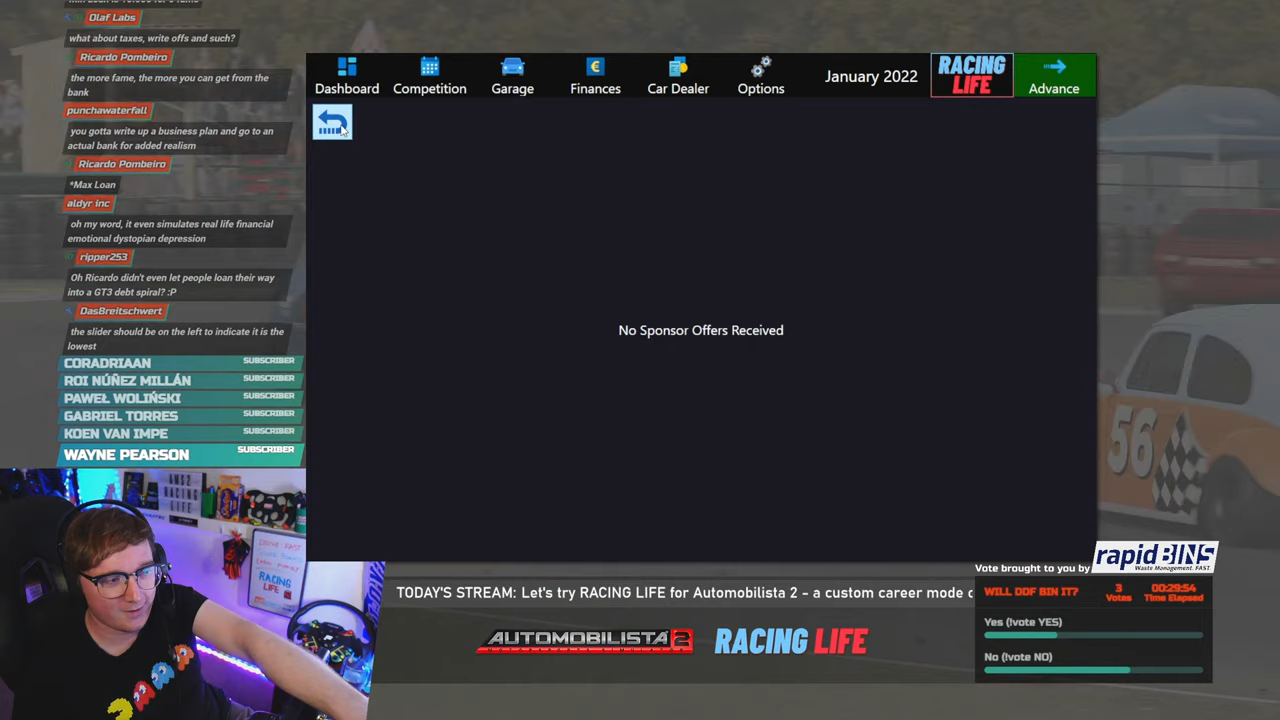 Olaf Labs
what about taxes, write offs and such?
Ricardo Pombeiro
the more fame, the more you can get from the
bank
punchawaterfall
you gotta write up a business plan and go to an
actual bank for added realism
Ricardo Pombeiro
*Max Loan
aldyr inc
oh my word, it even simulates real life financial
emotional dystopian depression
ripper253
Oh Ricardo didn't even let people loan their way
into a GT3 debt spiral? :P
DasBreitschwert
the slider should be on the left to indicate it is the
lowest
CORADRIAAN SUBSCRIBER
ROI NÚÑEZ MILLÁN SUBSCRIBER
PAWEŁ WOLIŃSKI SUBSCRIBER
GABRIEL TORRES SUBSCRIBER
KOEN VAN IMPE SUBSCRIBER
WAYNE PEARSON SUBSCRIBER
Dashboard Competition Garage Finances Car Dealer Options January 2022 RACING LIFE Advance
No Sponsor Offers Received
56
AMS2
RACING
LIFE
RACING
LIFE
rapidBINS
Waste Management. FAST.
Vote brought to you by
WILL DDF BIN IT? 3 Votes 00:29:54 Time Elapsed
Yes (!vote YES)
No (!vote NO)
TODAY'S STREAM: Let's try RACING LIFE for Automobilista 2 - a custom career mode
AUTOMOBILISTA 2 RACING LIFE